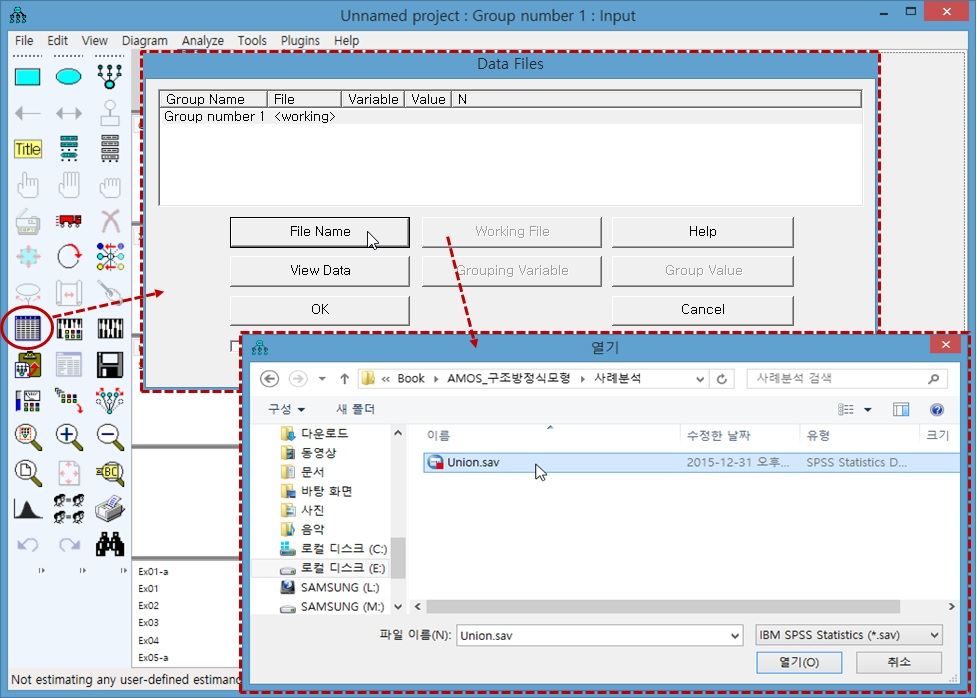 Unnamed project : Group number 1 : Input
File Edit View Diagram Analyze Tools Plugins Help
Data Files
Group Name File Variable Value N
Group number 1 <working>
Title
File Name Working File Help
View Data Grouping Variable Group Value
OK Cancel
열기
« Book AMOS_구조방정식모형 사례분석 사례분석 검색
구성 새 폴더
이름 수정한 날짜 유형 크기
다운로드
Union.sav 2015-12-31 오후... SPSS Statistics D...
동영상
문서
바탕 화면
사진
음악
로컬 디스크 (C:)
로컬 디스크 (E:)
SAMSUNG (L:)
SAMSUNG (M:)
ABC
Ex01-a
Ex01
Ex02
Ex03
Ex04
Ex05-a
파일 이름(N): Union.sav IBM SPSS Statistics (*.sav)
열기(O) 취소
Not estimating any user-defined estimand